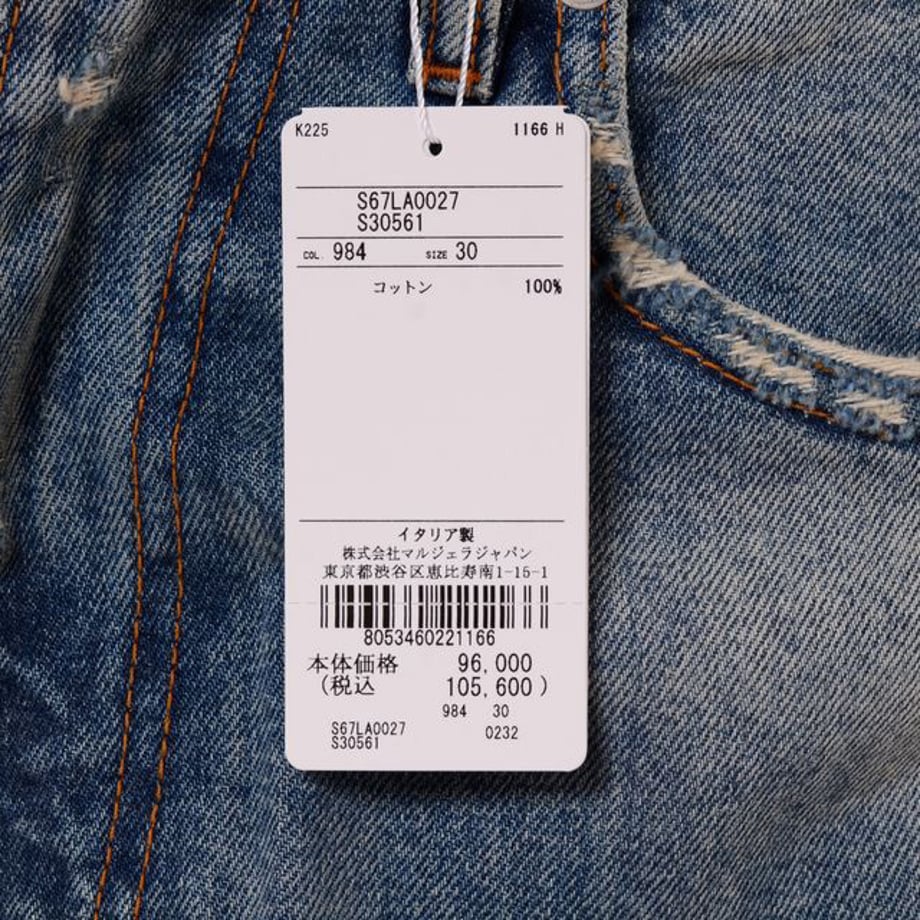 K225 1166 H
S67LA0027
S30561
COL. 984 SIZE 30
コットン 100%
イタリア製
株式会社マルジェラジャパン
東京都渋谷区恵比寿南1-15-1
8053460221166
本体価格 96,000
(税込 105,600)
984 30
S67LA0027 0232
S30561